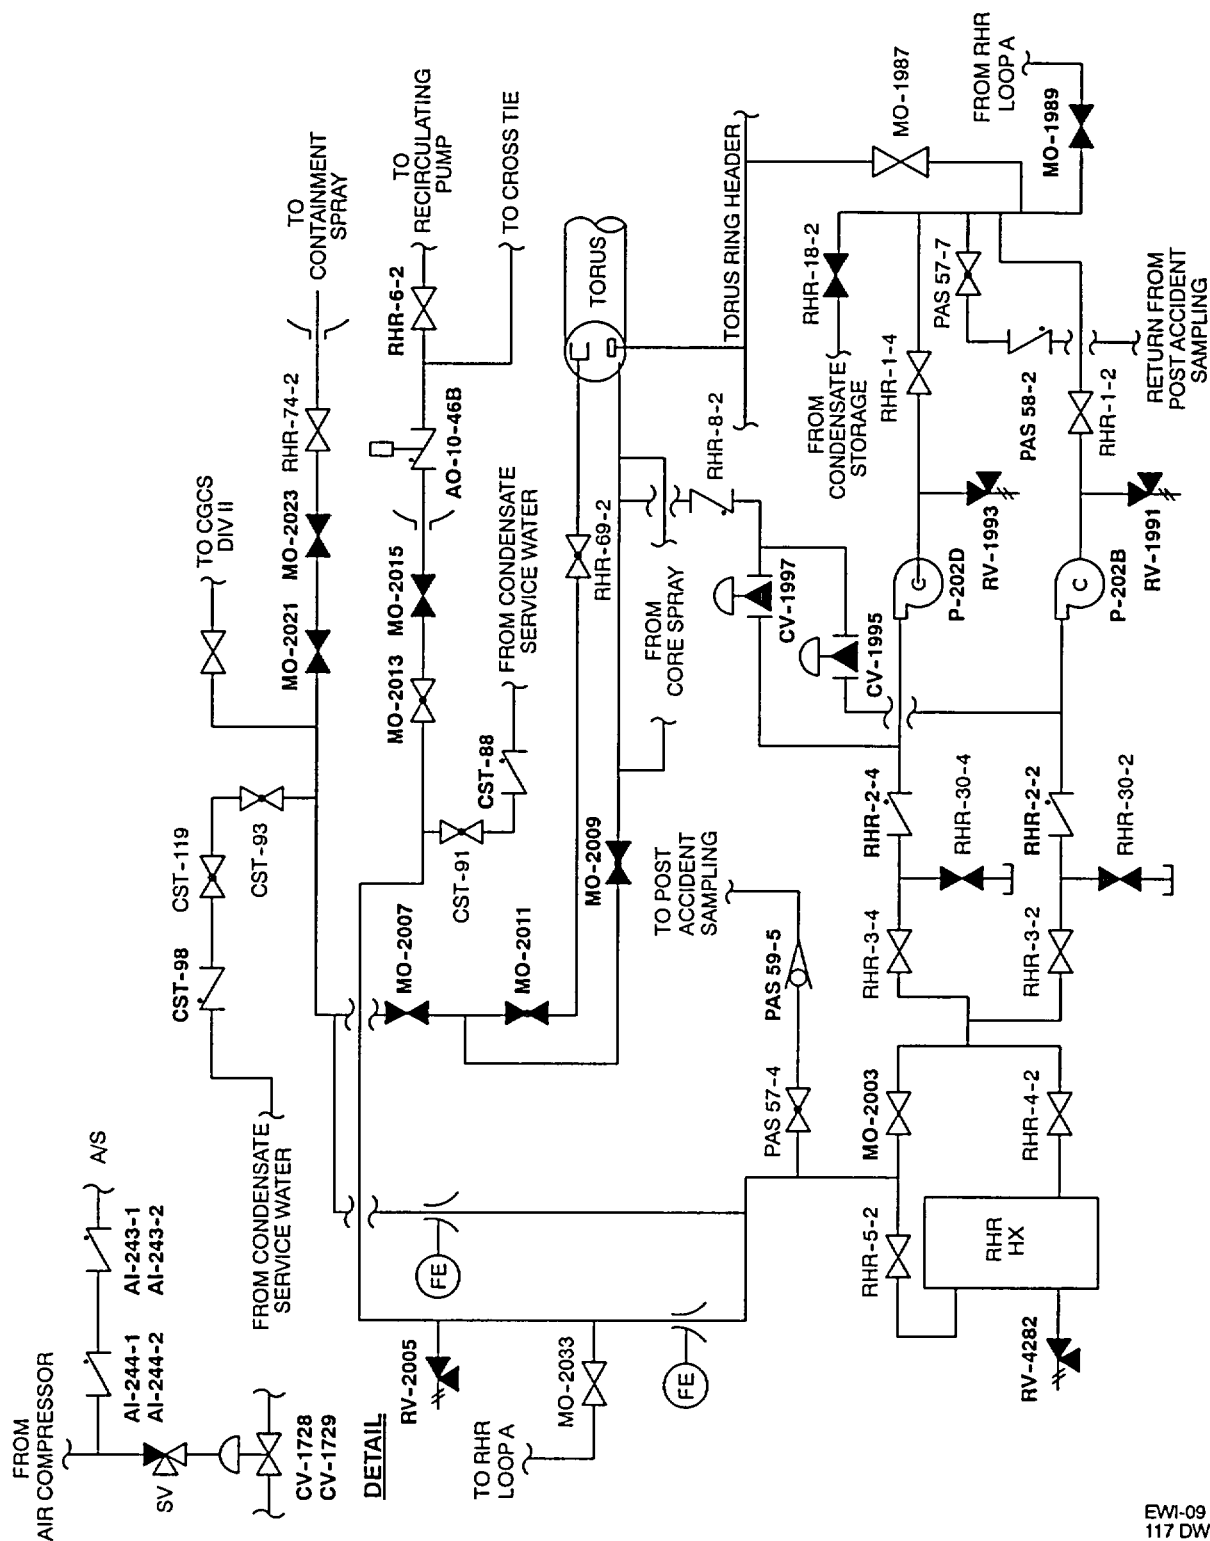 FROM
AIR COMPRESSOR
A/S
AI-244-1
AI-244-2
AI-243-1
AI-243-2
SV
CV-1728
CV-1729
DETAIL
FROM CONDENSATE
SERVICE WATER
CST-98
CST-119
CST-93
TO CGCS
DIV II
MO-2021
MO-2023
RHR-74-2
TO
CONTAINMENT
SPRAY
MO-2013
MO-2015
AO-10-46B
RHR-6-2
TO
RECIRCULATING
PUMP
TO CROSS TIE
CST-91
CST-88
FROM CONDENSATE
SERVICE WATER
MO-2007
MO-2011
MO-2009
RHR-69-2
TORUS
FROM
CORE SPRAY
RHR-8-2
TORUS RING HEADER
MO-1987
FROM RHR
LOOP A
MO-1989
FE
RV-2005
MO-2033
TO RHR
LOOP A
FE
TO POST
ACCIDENT
SAMPLING
PAS 59-5
PAS 57-4
CV-1997
CV-1995
FROM
CONDENSATE
STORAGE
RHR-18-2
RHR-1-4
PAS 57-7
PAS 58-2
RHR-1-2
RETURN FROM
POST ACCIDENT
SAMPLING
C
P-202D
RV-1993
C
P-202B
RV-1991
RHR-2-4
RHR-30-4
RHR-2-2
RHR-30-2
RHR-3-4
RHR-3-2
MO-2003
RHR-4-2
RHR-5-2
RHR
HX
RV-4282
EWI-09
117 DW